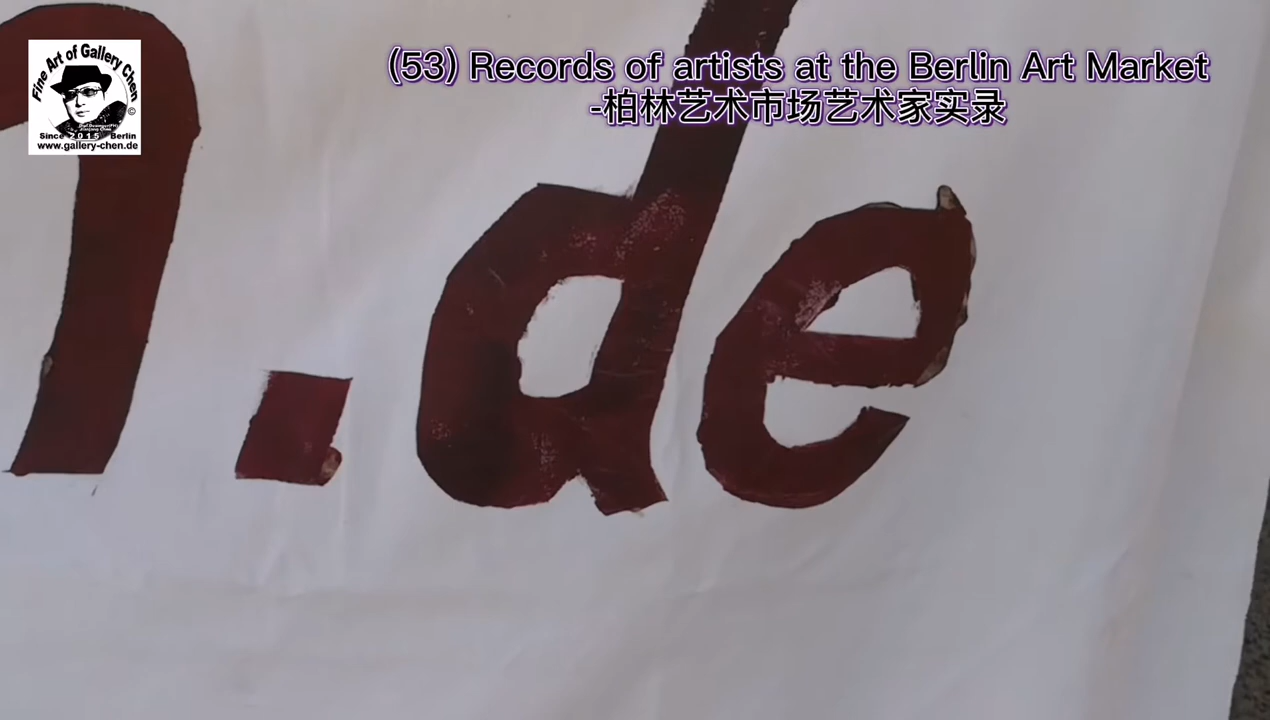 Fine Art of Gallery Chen
Since 2015 Berlin
www.gallery-chen.de
(53) Records of artists at the Berlin Art Market
-柏林艺术市场艺术家实录
.de